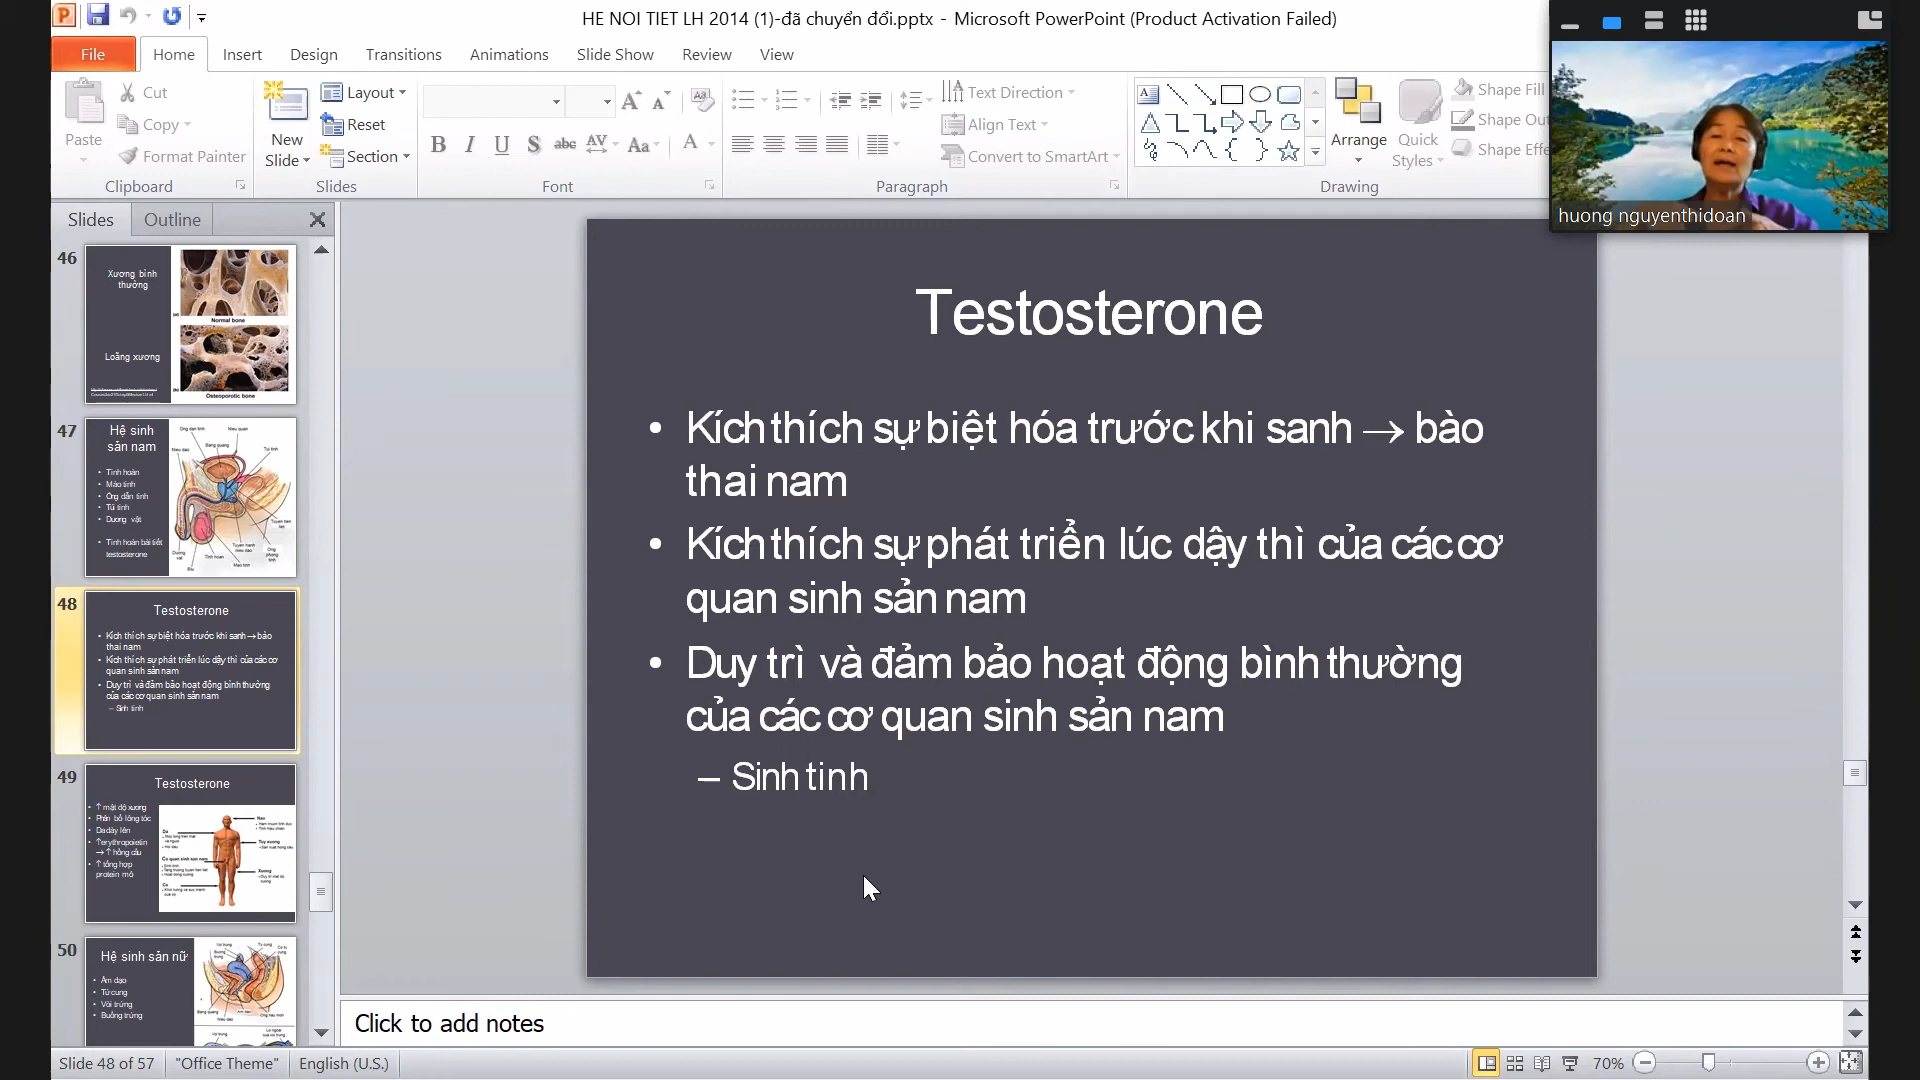 HE NOI TIET LH 2014 (1)-đã chuyển đổi.pptx - Microsoft PowerPoint (Product Activation Failed)
File Home Insert Design Transitions Animations Slide Show Review View
Paste
Cut
Copy
Format Painter
Clipboard
New
Slide
Layout
Reset
Section
Slides
B I U S abc AV Aa A
Font
Text Direction
Align Text
Convert to SmartArt
Paragraph
Arrange
Quick
Styles
Shape Fill
Shape Out
Shape Effe
Drawing
huong nguyenthidoan
Slides Outline
46
Xương bình
thường
Normal bone
Loãng xương
Osteoporotic bone
47
Hệ sinh
sản nam
• Tinh hoàn
• Mào tinh
• Ống dẫn tinh
• Túi tinh
• Dương vật
• Tinh hoàn bài tiết
testosterone
48
Testosterone
• Kích thích sự biệt hóa trước khi sanh → bào
thai nam
• Kích thích sự phát triển lúc dậy thì của các cơ
quan sinh sản nam
• Duy trì và đảm bảo hoạt động bình thường
của các cơ quan sinh sản nam
– Sinh tinh
49
Testosterone
• ↑ mật độ xương
• Phân bố lông tóc
• Da dày lên
• ↑erythropoietin
→ ↑ hồng cầu
• ↑ tổng hợp
protein mô
50
Hệ sinh sản nữ
• Âm đạo
• Tử cung
• Vòi trứng
• Buồng trứng
Testosterone
• Kích thích sự biệt hóa trước khi sanh → bào
thai nam
• Kích thích sự phát triển lúc dậy thì của các cơ
quan sinh sản nam
• Duy trì và đảm bảo hoạt động bình thường
của các cơ quan sinh sản nam
– Sinh tinh
Click to add notes
Slide 48 of 57 "Office Theme" English (U.S.) 70%